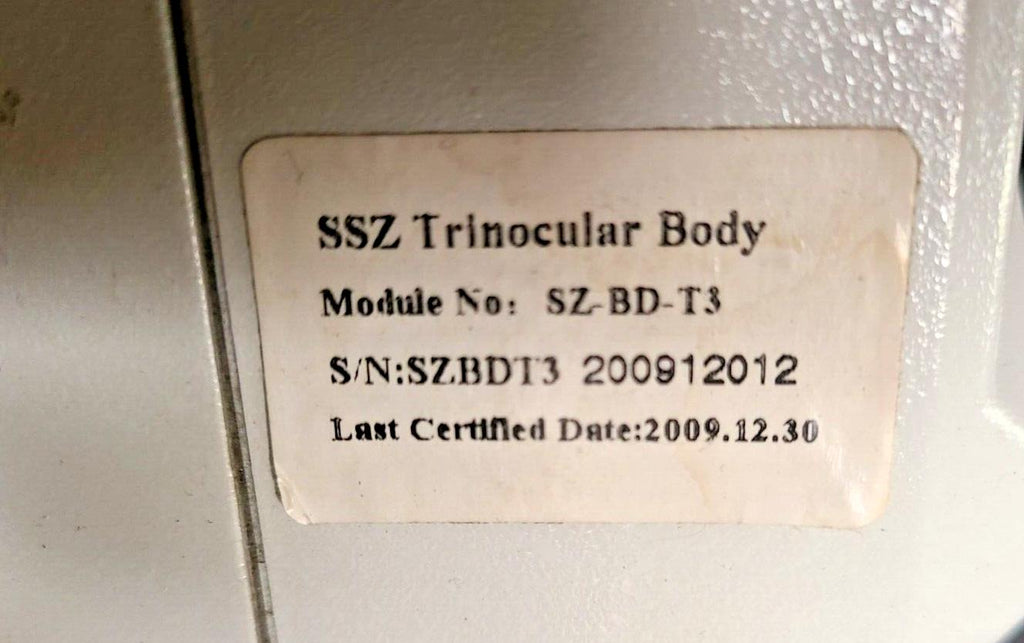 SSZ Trinocular Body
Module No: SZ-BD-T3
S/N:SZBDT3 200912012
Last Certified Date:2009.12.30